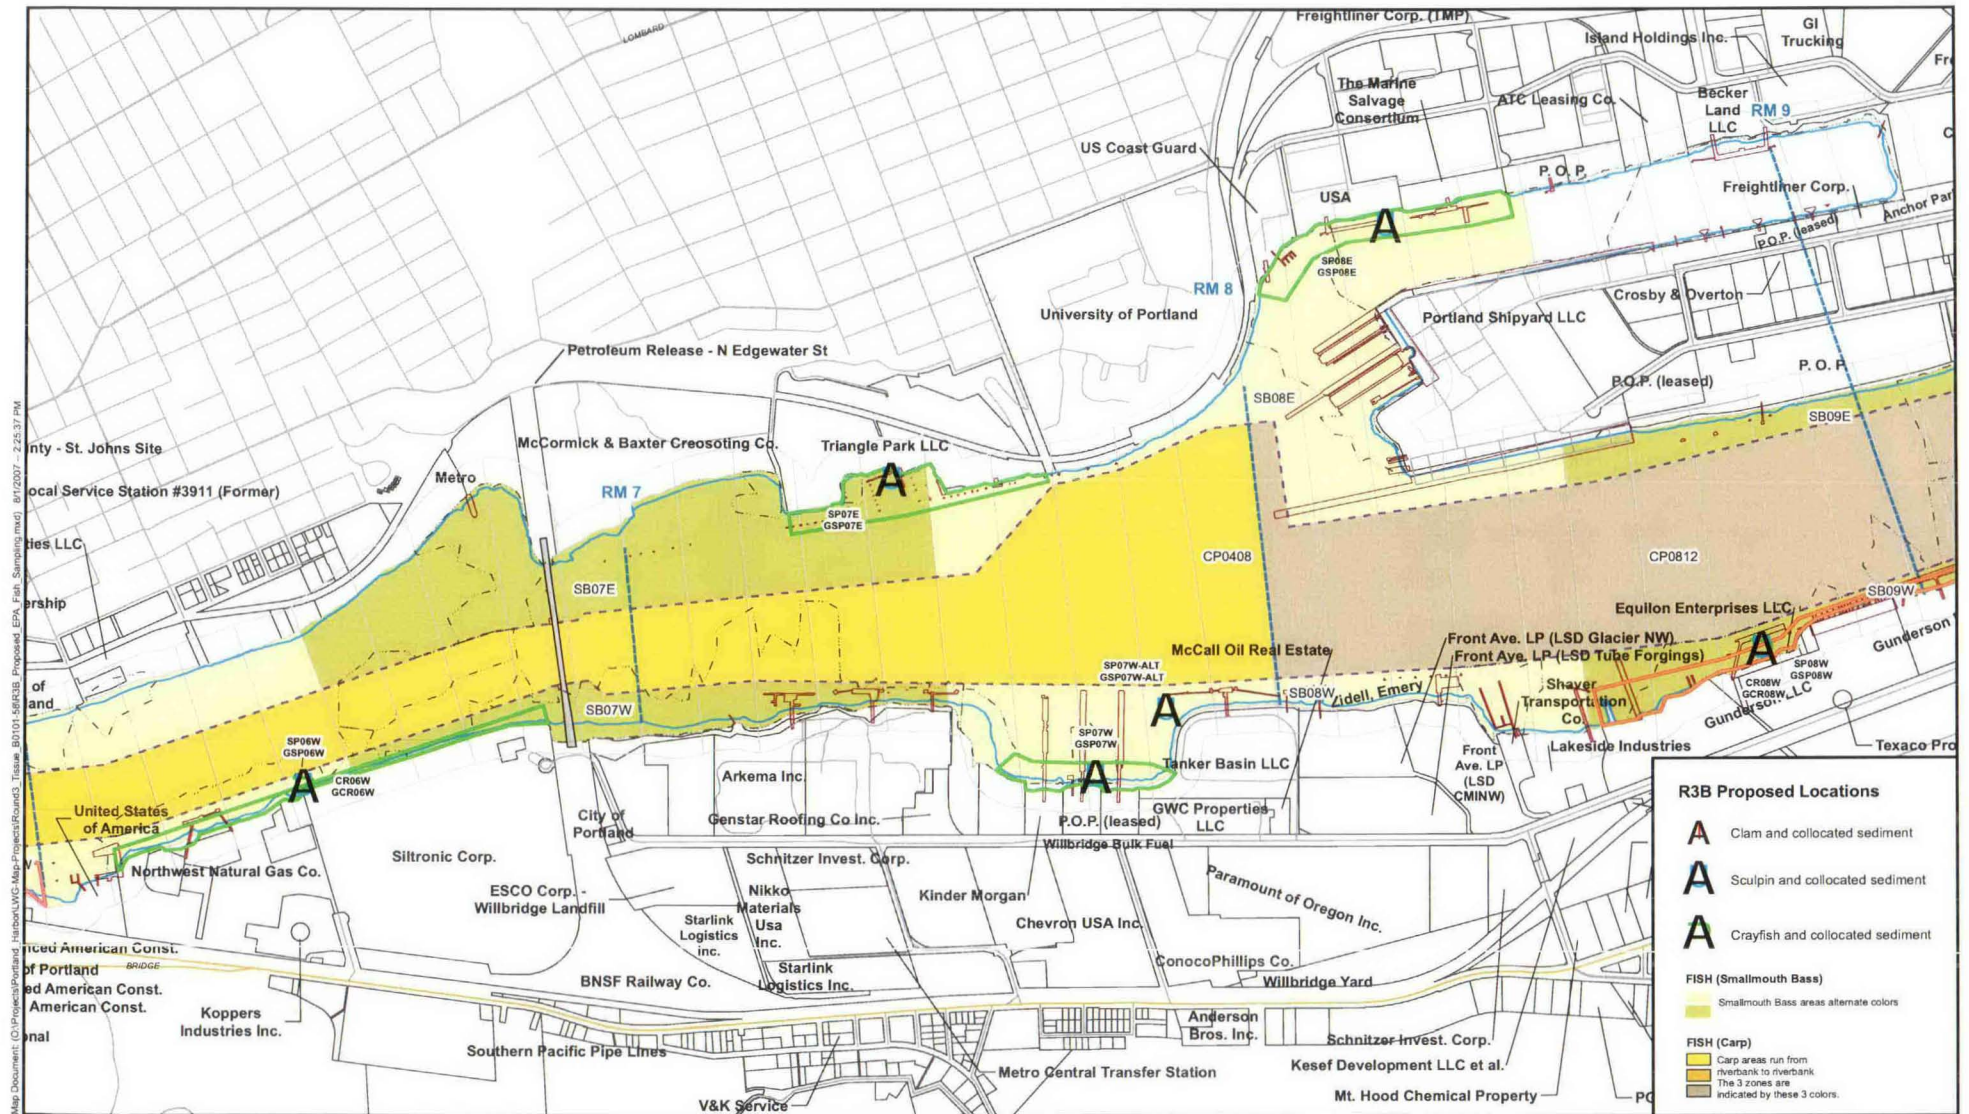 Freightliner Corp. (TMP)
LOMBARD
GI
Trucking
Island Holdings Inc.
The Marine
Salvage
Consortium
ATC Leasing Co.
Becker
Land
LLC
RM 9
US Coast Guard
P. O. P.
USA
Freightliner Corp.
Anchor Par
P.O.P. (leased)
SP08E
GSP08E
RM 8
Crosby & Overton
University of Portland
Portland Shipyard LLC
Petroleum Release - N Edgewater St
P. O. P.
P.O.P. (leased)
SB08E
SB09E
McCormick & Baxter Creosoting Co.
Triangle Park LLC
nty - St. Johns Site
Metro
ocal Service Station #3911 (Former)
RM 7
SP07E
GSP07E
ties LLC
CP0408
CP0812
SB07E
SB09W
ership
Equilon Enterprises LLC
Front Ave. LP (LSD Glacier NW)
Front Ave. LP (LSD Tube Forgings)
McCall Oil Real Estate
Gunderson
SP07W-ALT
GSP07W-ALT
SP08W
GSP08W
CR08W
GCR08W
of
land
SB08W
Zidell, Emery
Shaver
Transportation
Co.
Gunderson LLC
SB07W
SP07W
GSP07W
SP06W
GSP06W
Front
Ave. LP
(LSD
CMINW)
Lakeside Industries
Texaco Pro
CR06W
GCR06W
Arkema Inc.
Tanker Basin LLC
United States
of America
City of
Portland
Genstar Roofing Co Inc.
P.O.P. (leased)
GWC Properties
LLC
Willbridge Bulk Fuel
Siltronic Corp.
Schnitzer Invest. Corp.
Northwest Natural Gas Co.
ESCO Corp. -
Willbridge Landfill
Nikko
Materials
Usa
Inc.
Kinder Morgan
Paramount of Oregon Inc.
Starlink
Logistics
inc.
Chevron USA Inc.
nced American Const.
of Portland
BRIDGE
ed American Const.
American Const.
onal
Starlink
Logistics Inc.
BNSF Railway Co.
ConocoPhillips Co.
Willbridge Yard
Koppers
Industries Inc.
Anderson
Bros. Inc.
Southern Pacific Pipe Lines
Schnitzer Invest. Corp.
Metro Central Transfer Station
Kesef Development LLC et al.
V&K Service
Mt. Hood Chemical Property
PO
R3B Proposed Locations
A Clam and collocated sediment
A Sculpin and collocated sediment
A Crayfish and collocated sediment
FISH (Smallmouth Bass)
Smallmouth Bass areas alternate colors
FISH (Carp)
Carp areas run from
riverbank to riverbank
The 3 zones are
indicated by these 3 colors.